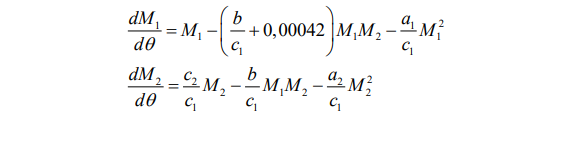 dM₁/dθ = M₁ − (b/c₁ + 0,00042) M₁M₂ − a₁/c₁ M₁²
dM₂/dθ = c₂/c₁ M₂ − b/c₁ M₁M₂ − a₂/c₁ M₂²